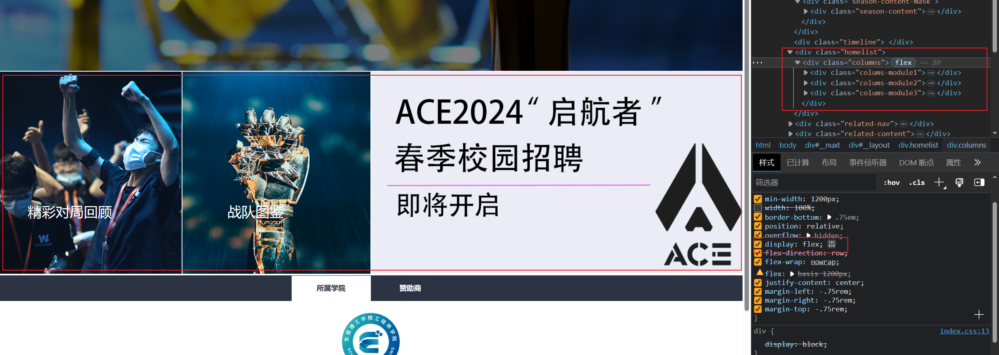 ACE2024“启航者”
春季校园招聘
即将开启
ACE
精彩对局回顾
战队图鉴
所属学院
赞助商
东莞理工学院工程师学院
<div class="season-content-mask">
<div class="season-content"> </div>
</div>
</div>
<div class="timeline"> </div>
<div class="homelist">
<div class="columns"> flex == $0
<div class="colums-module1"> </div>
<div class="colums-module2"> </div>
<div class="colums-module3"> </div>
</div>
</div>
<div class="related-nav"> </div>
<div class="related-content"> </div>
html body div#__nuxt div#__layout div.homelist div.columns
样式 已计算 布局 事件侦听器 DOM 断点 属性
筛选器 :hov .cls
min-width: 1200px;
width: 100%;
border-bottom: .75em;
position: relative;
overflow: hidden;
display: flex;
flex-direction: row;
flex-wrap: nowrap;
flex: basis 1200px;
justify-content: center;
margin-left: -.75rem;
margin-right: -.75rem;
margin-top: -.75rem;
}
div { index.css:13
display: block;
}